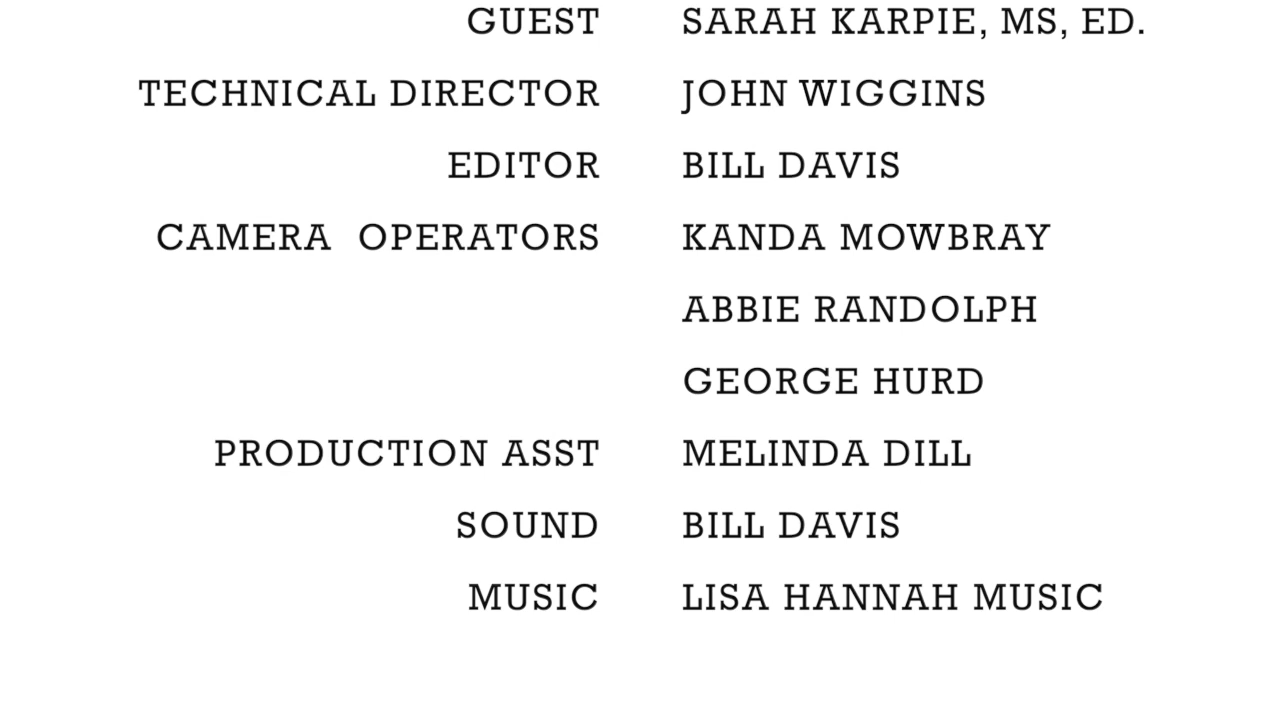 GUEST SARAH KARPIE, MS, ED.
TECHNICAL DIRECTOR JOHN WIGGINS
EDITOR BILL DAVIS
CAMERA OPERATORS KANDA MOWBRAY
ABBIE RANDOLPH
GEORGE HURD
PRODUCTION ASST MELINDA DILL
SOUND BILL DAVIS
MUSIC LISA HANNAH MUSIC